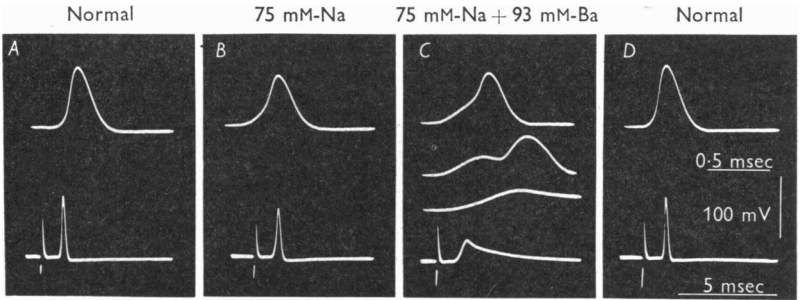 Normal
75 mM-Na
75 mM-Na + 93 mM-Ba
Normal
A
B
C
D
0·5 msec
100 mV
5 msec